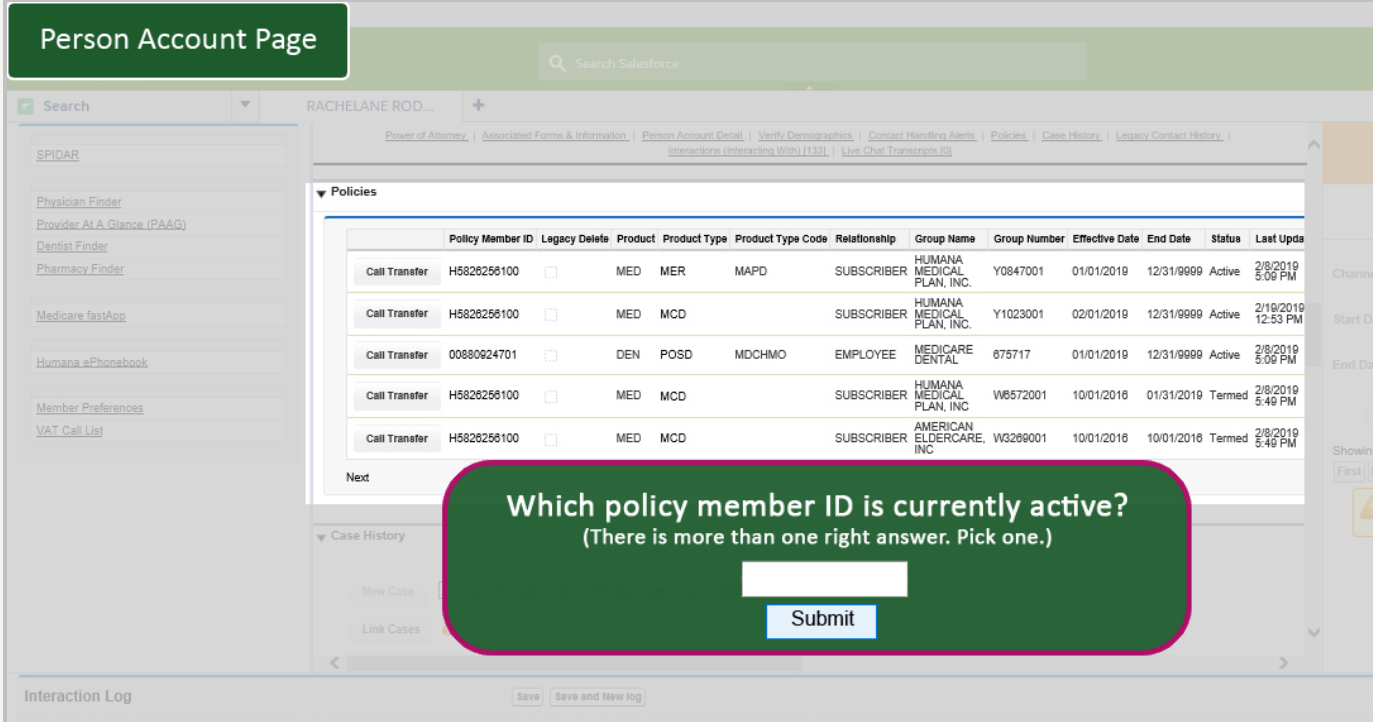 Person Account Page
Search Salesforce
Search
RACHELANE ROD... +
Power of Attorney | Associated Forms & Information | Person Account Detail | Verify Demographics | Contact Handling Alerts | Policies | Case History | Legacy Contact History |
Interactions (Interacting With) [133] | Live Chat Transcripts [0]
SPIDAR
Physician Finder
Provider At A Glance (PAAG)
Dentist Finder
Pharmacy Finder
Medicare fastApp
Humana ePhonebook
Member Preferences
VAT Call List
Policies
Policy Member ID Legacy Delete Product Product Type Product Type Code Relationship Group Name Group Number Effective Date End Date Status Last Upda
Call Transfer H5826256100 MED MER MAPD SUBSCRIBER HUMANA MEDICAL PLAN, INC. Y0847001 01/01/2019 12/31/9999 Active 2/8/2019 5:09 PM
Call Transfer H5826256100 MED MCD SUBSCRIBER HUMANA MEDICAL PLAN, INC. Y1023001 02/01/2019 12/31/9999 Active 2/19/2019 12:53 PM
Call Transfer 00880924701 DEN POSD MDCHMO EMPLOYEE MEDICARE DENTAL 675717 01/01/2019 12/31/9999 Active 2/8/2019 5:09 PM
Call Transfer H5826256100 MED MCD SUBSCRIBER HUMANA MEDICAL PLAN, INC W6572001 10/01/2016 01/31/2019 Termed 2/8/2019 5:49 PM
Call Transfer H5826256100 MED MCD SUBSCRIBER AMERICAN ELDERCARE, INC W3269001 10/01/2016 10/01/2016 Termed 2/8/2019 5:49 PM
Next
Channe
Start D
End Da
Showin
First
Which policy member ID is currently active?
(There is more than one right answer. Pick one.)
Submit
Case History
New Case
Link Cases
Interaction Log
Save Save and New log